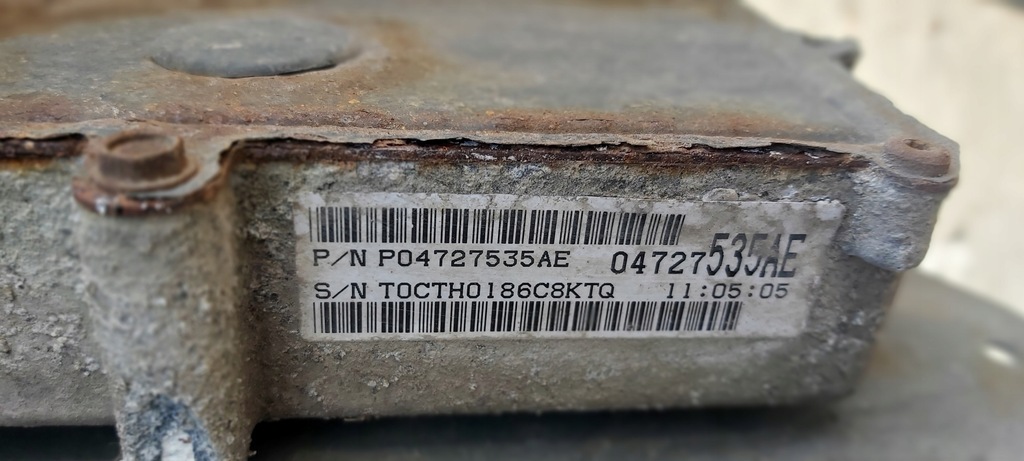 P/N P04727535AE 04727535AE
S/N T0CTH0186C8KTQ 11:05:05